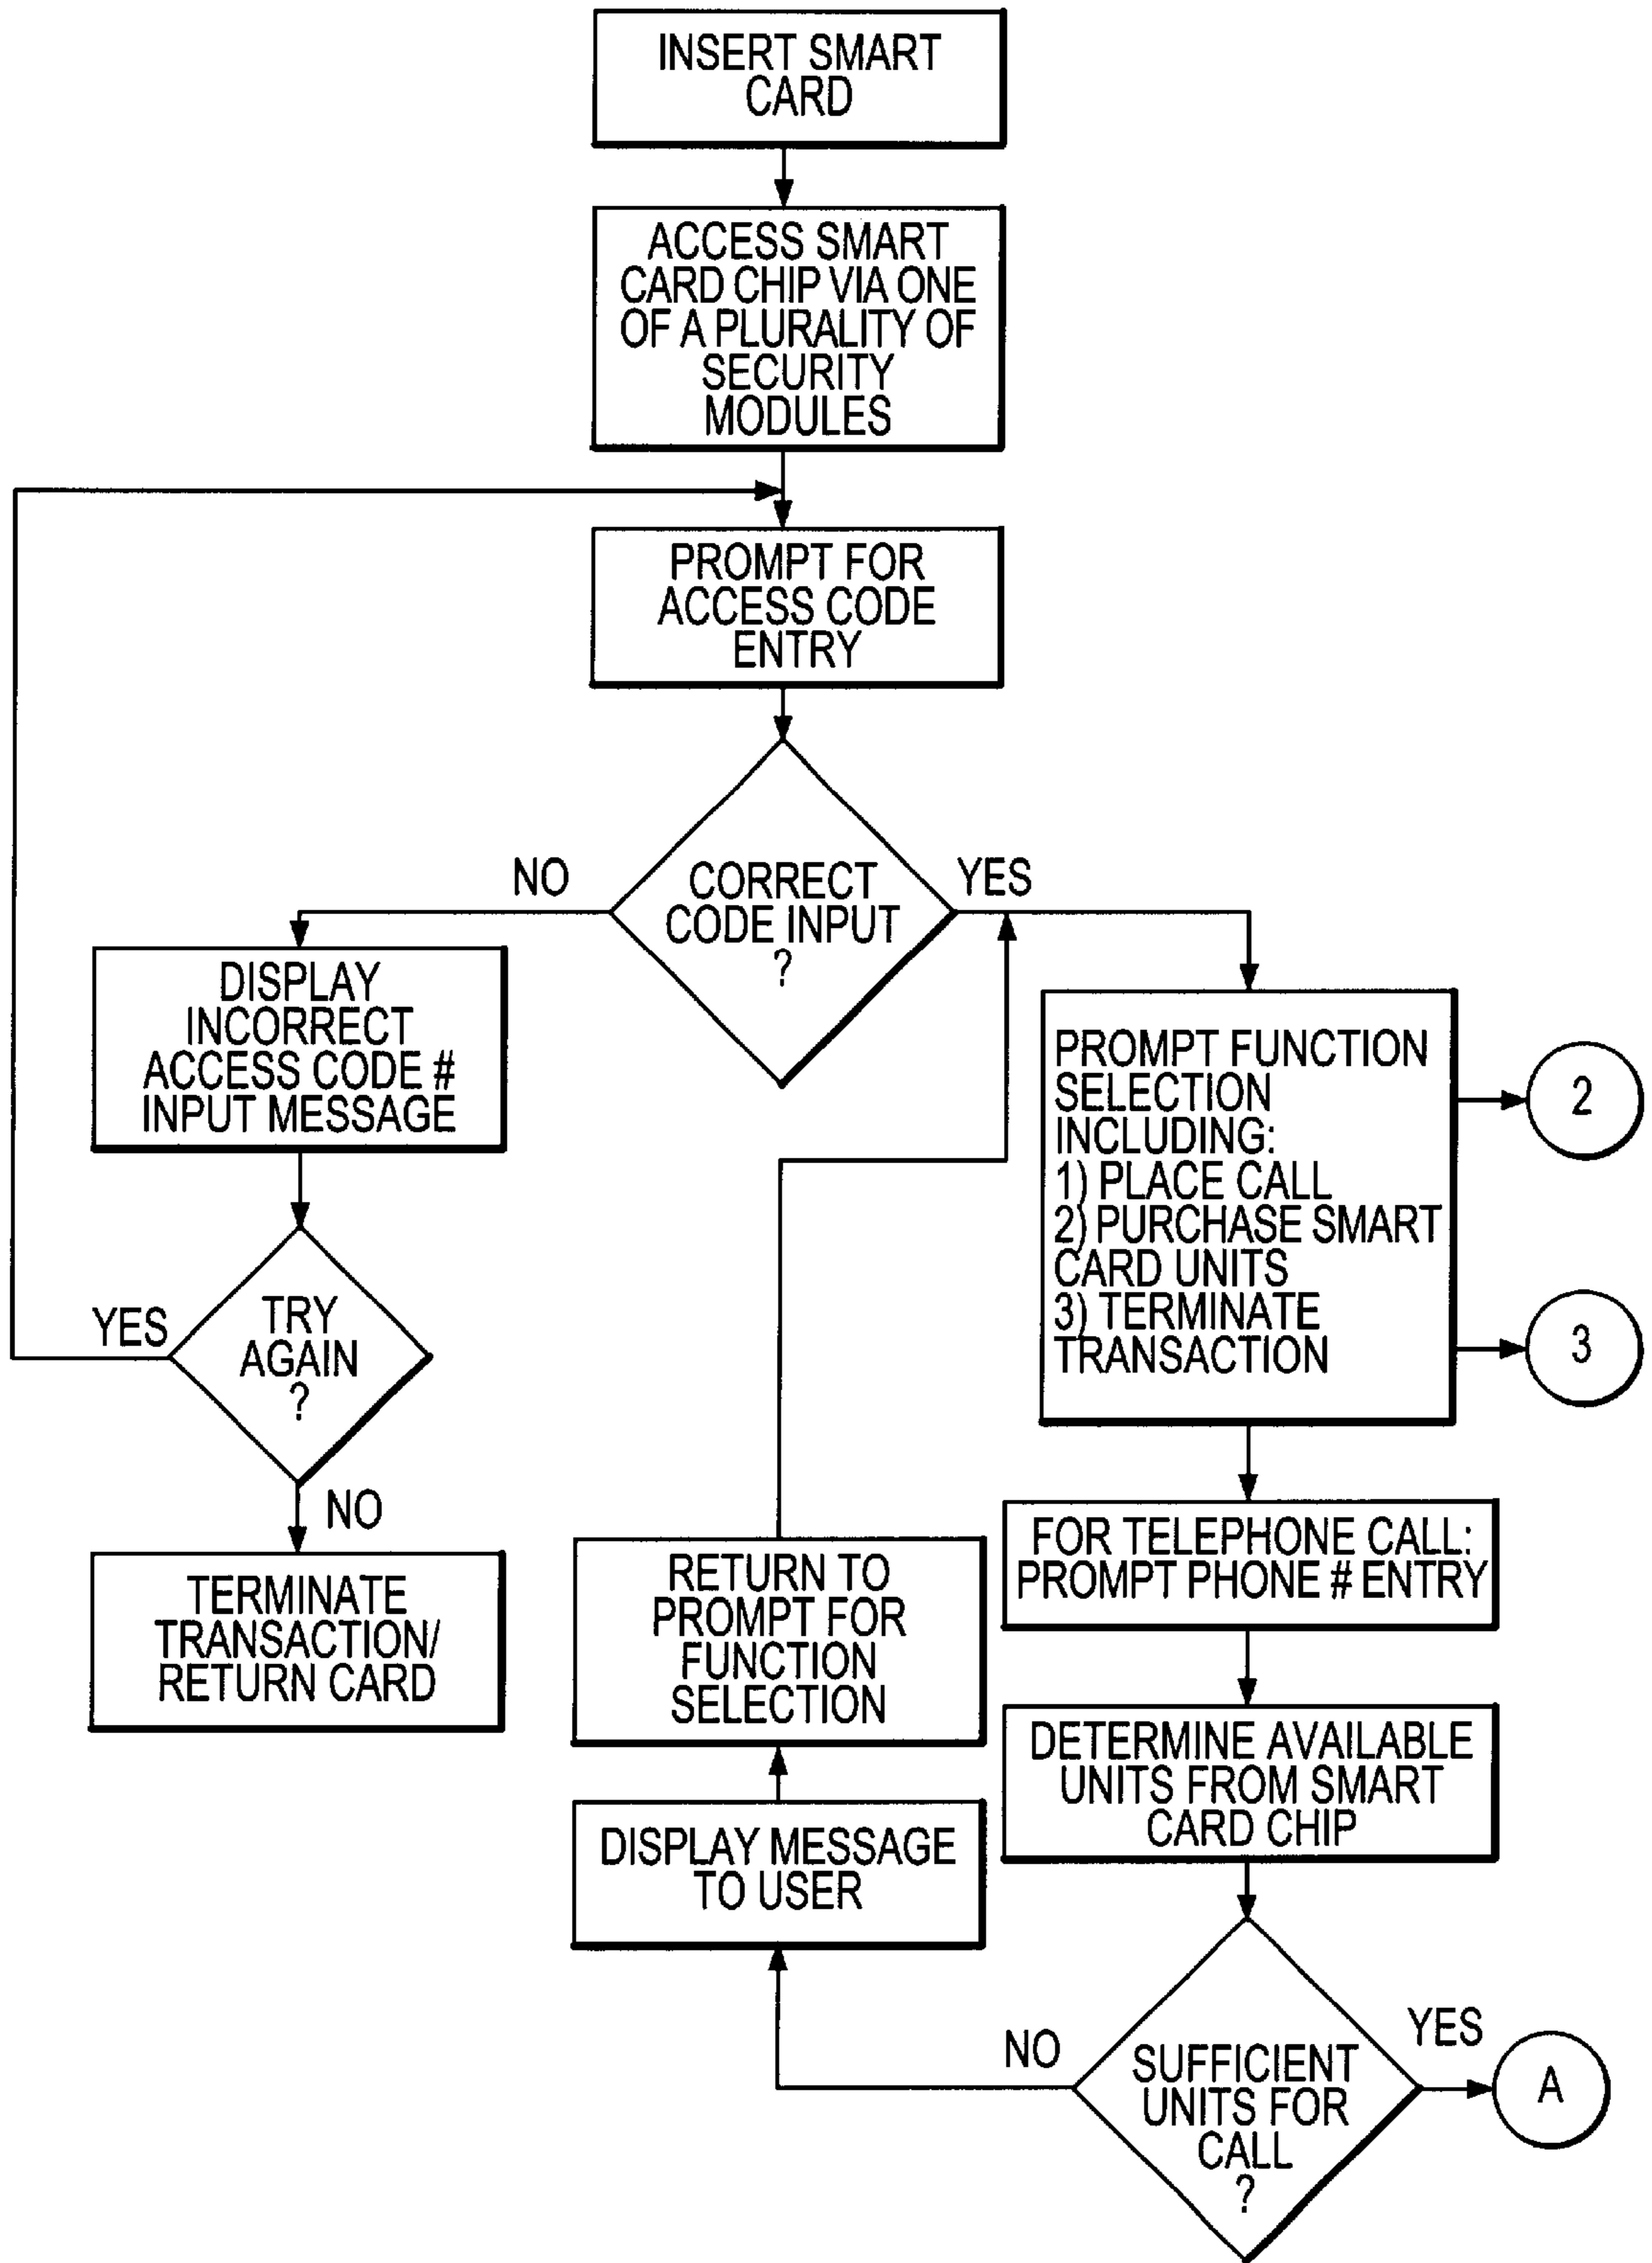 INSERT SMART
CARD
ACCESS SMART
CARD CHIP VIA ONE
OF A PLURALITY OF
SECURITY
MODULES
PROMPT FOR
ACCESS CODE
ENTRY
CORRECT
CODE INPUT
?
NO
YES
DISPLAY
INCORRECT
ACCESS CODE #
INPUT MESSAGE
TRY
AGAIN
?
YES
NO
TERMINATE
TRANSACTION/
RETURN CARD
PROMPT FUNCTION
SELECTION
INCLUDING:
1) PLACE CALL
2) PURCHASE SMART
CARD UNITS
3) TERMINATE
TRANSACTION
2
3
FOR TELEPHONE CALL:
PROMPT PHONE # ENTRY
DETERMINE AVAILABLE
UNITS FROM SMART
CARD CHIP
SUFFICIENT
UNITS FOR
CALL
?
YES
A
NO
DISPLAY MESSAGE
TO USER
RETURN TO
PROMPT FOR
FUNCTION
SELECTION